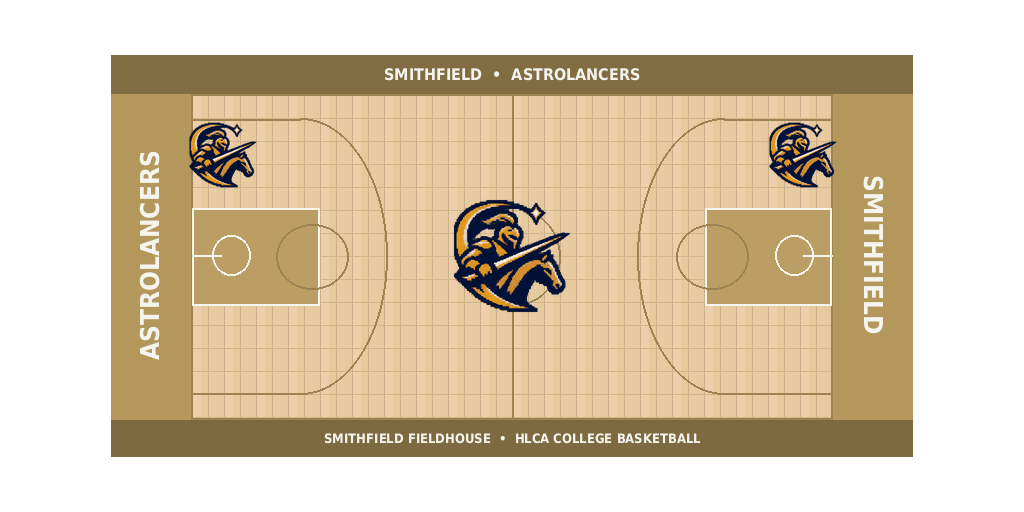 SMITHFIELD • ASTROLANCERS
ASTROLANCERS
SMITHFIELD
SMITHFIELD FIELDHOUSE • HLCA COLLEGE BASKETBALL